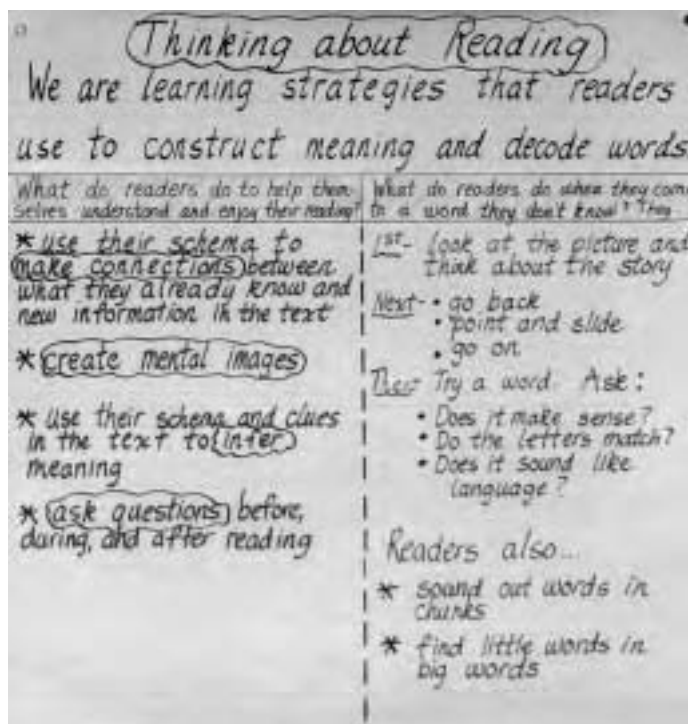 Thinking about Reading
We are learning strategies that readers
use to construct meaning and decode words
What do readers do to help them-
selves understand and enjoy their reading?
* use their schema to
make connections between
what they already know and
new information in the text
* create mental images
* use their schema and clues
in the text to infer
meaning
* ask questions before,
during, and after reading
What do readers do when they come
to a word they don't know? They
1st- look at the picture and
think about the story
Next- • go back
• point and slide
• go on
Then- Try a word. Ask:
• Does it make sense?
• Do the letters match?
• Does it sound like
language?
Readers also...
* sound out words in
chunks
* find little words in
big words